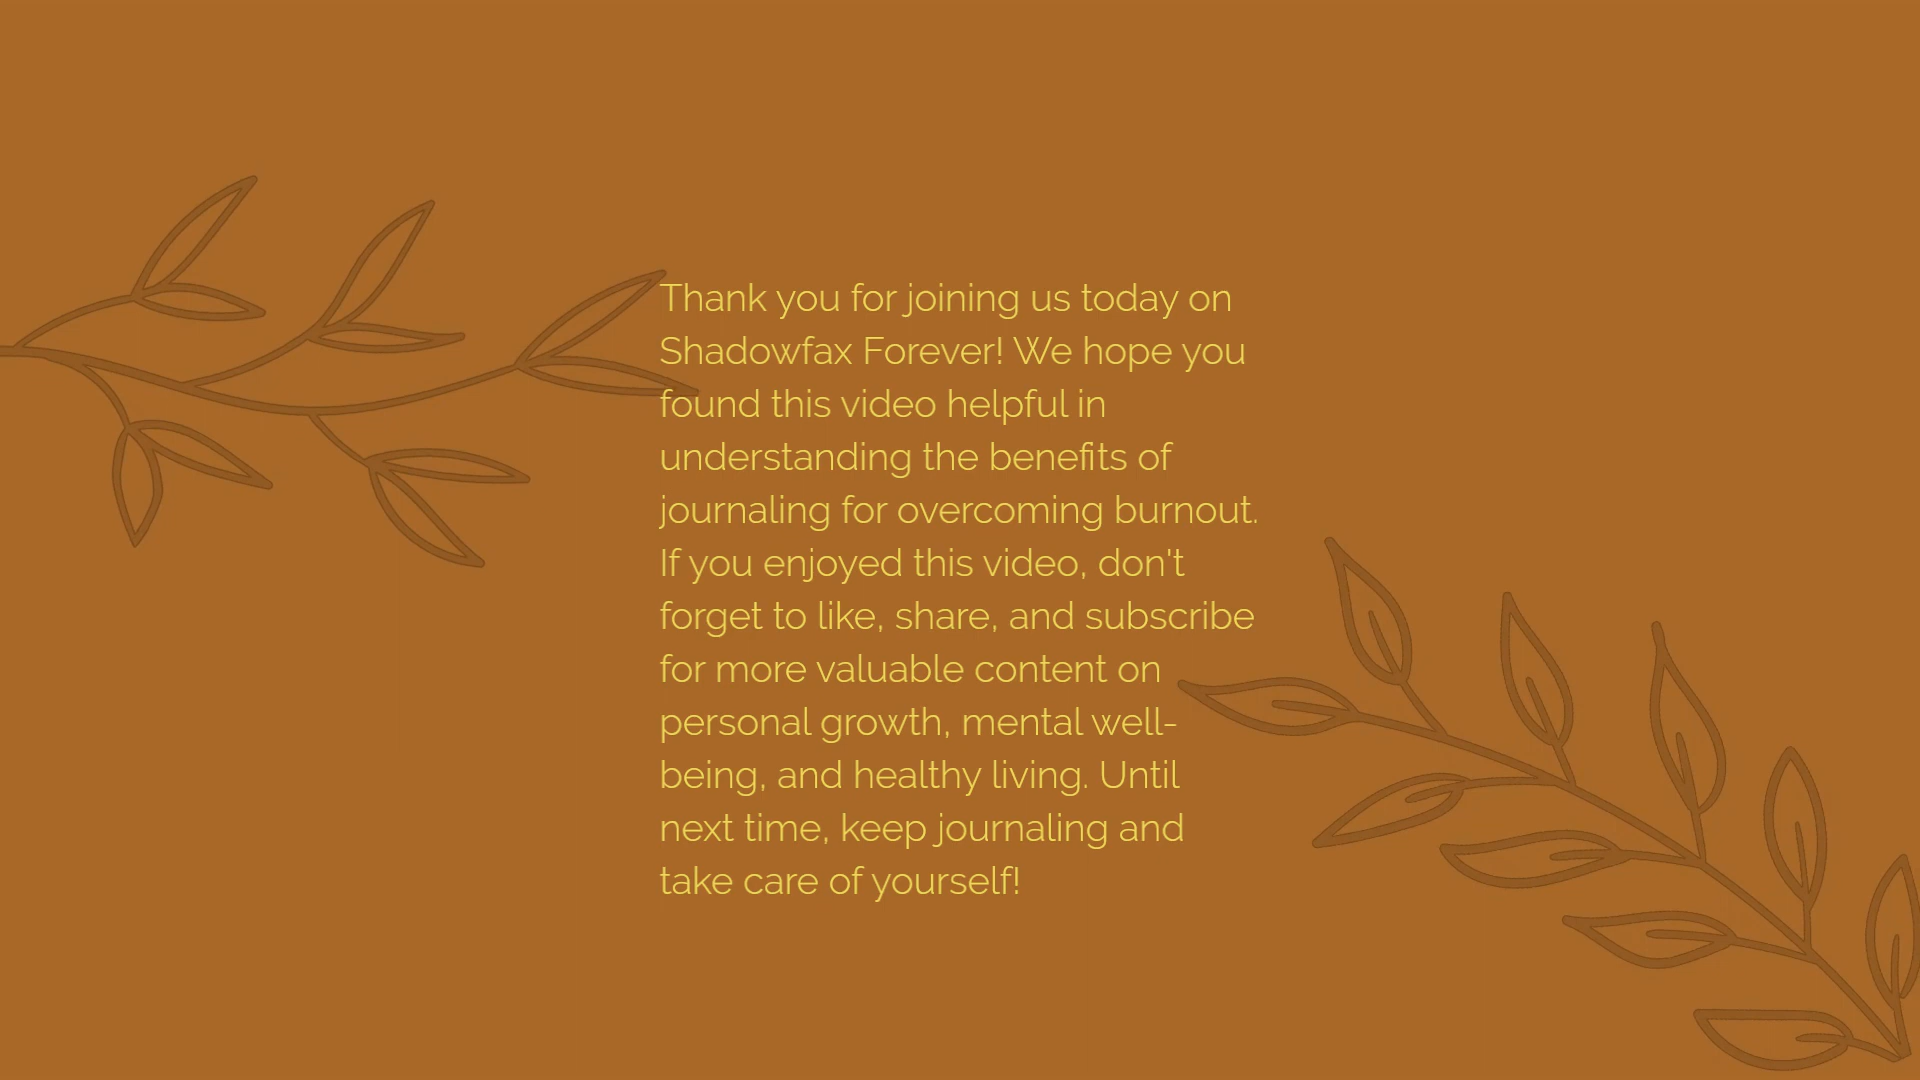 Thank you for joining us today on
Shadowfax Forever! We hope you
found this video helpful in
understanding the benefits of
journaling for overcoming burnout.
If you enjoyed this video, don't
forget to like, share, and subscribe
for more valuable content on
personal growth, mental well-
being, and healthy living. Until
next time, keep journaling and
take care of yourself!